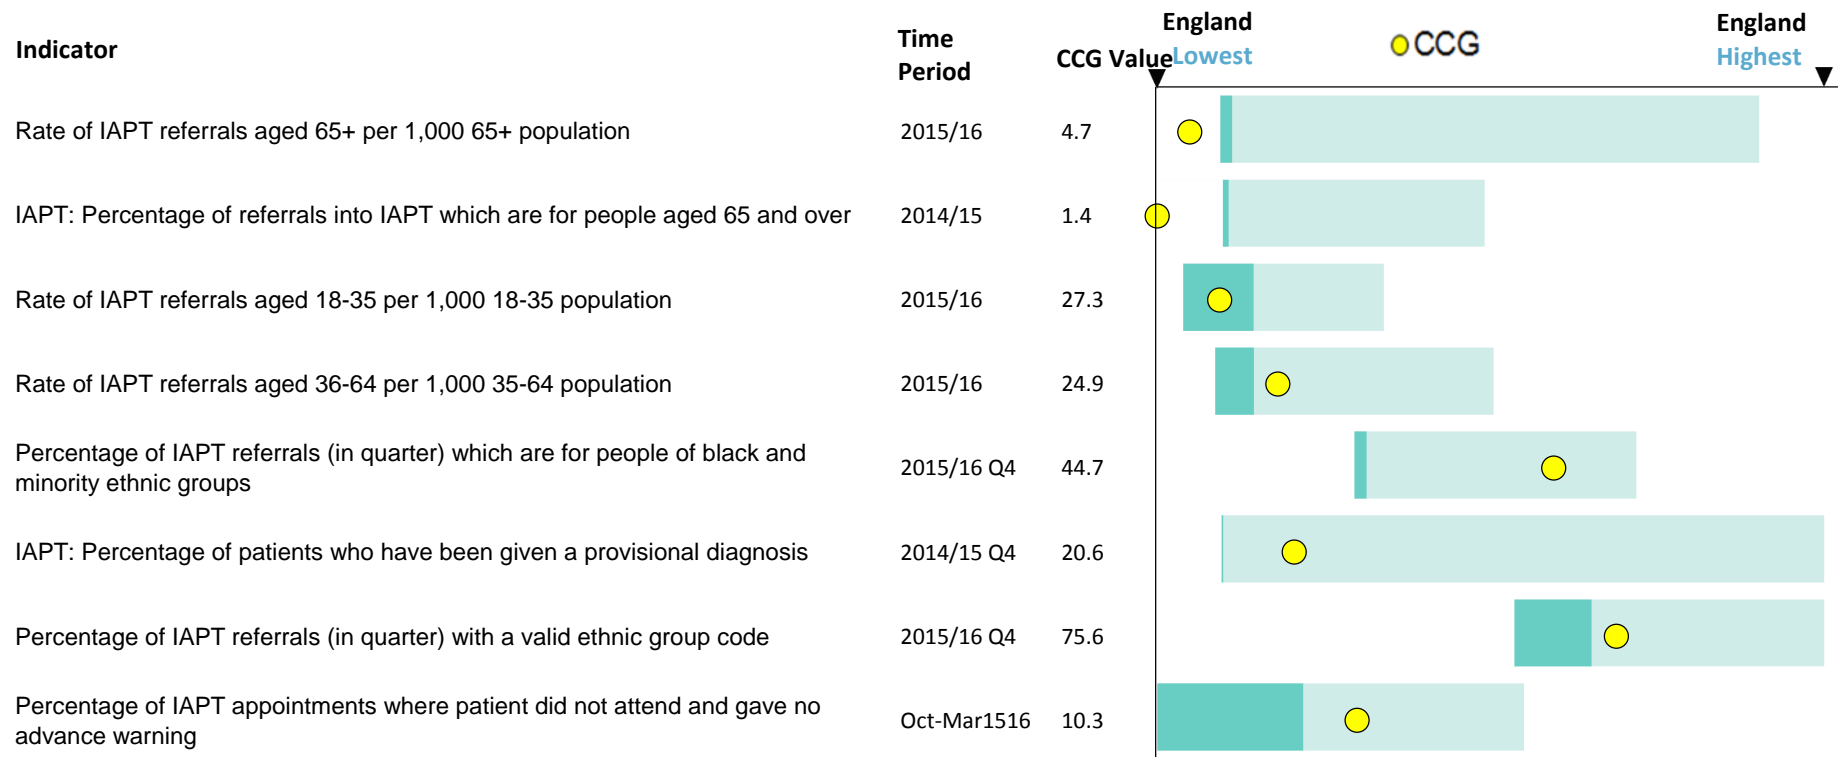 Indicator
Time
Period
CCG Value
England
Lowest
CCG
England
Highest
Rate of IAPT referrals aged 65+ per 1,000 65+ population
2015/16
4.7
IAPT: Percentage of referrals into IAPT which are for people aged 65 and over
2014/15
1.4
Rate of IAPT referrals aged 18-35 per 1,000 18-35 population
2015/16
27.3
Rate of IAPT referrals aged 36-64 per 1,000 35-64 population
2015/16
24.9
Percentage of IAPT referrals (in quarter) which are for people of black and
minority ethnic groups
2015/16 Q4
44.7
IAPT: Percentage of patients who have been given a provisional diagnosis
2014/15 Q4
20.6
Percentage of IAPT referrals (in quarter) with a valid ethnic group code
2015/16 Q4
75.6
Percentage of IAPT appointments where patient did not attend and gave no
advance warning
Oct-Mar1516
10.3